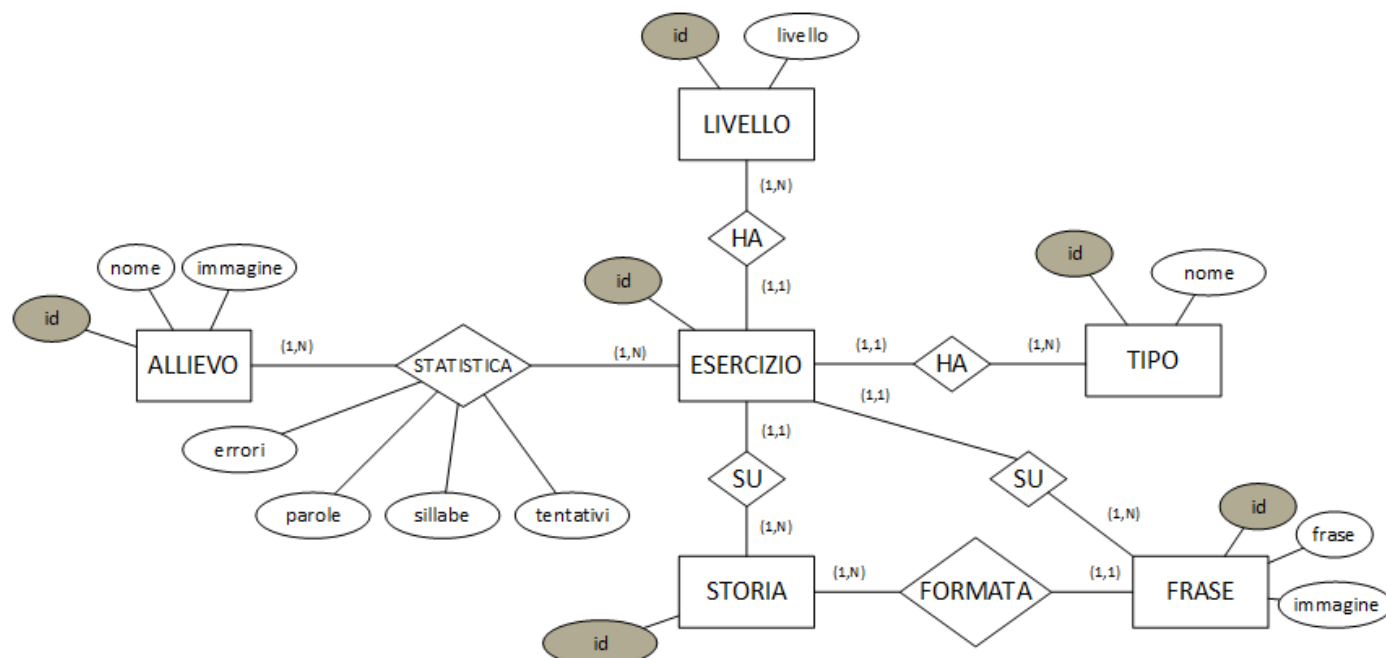 id
livello
LIVELLO
(1,N)
HA
(1,1)
id
nome
immagine
id
ALLIEVO
(1,N)
STATISTICA
(1,N)
ESERCIZIO
(1,1)
HA
(1,N)
id
nome
TIPO
errori
parole
sillabe
tentativi
(1,1)
SU
(1,N)
(1,1)
SU
(1,N)
STORIA
id
(1,N)
FORMATA
(1,1)
FRASE
id
frase
immagine